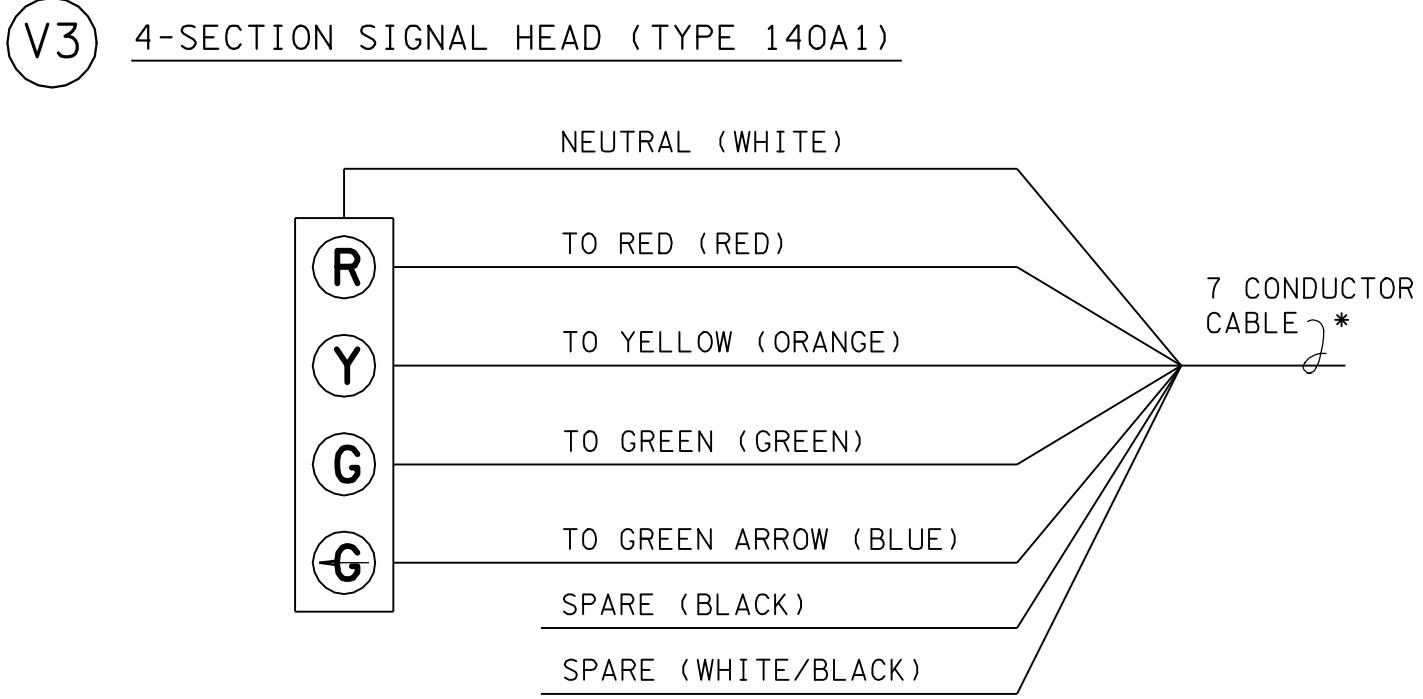 V3 4-SECTION SIGNAL HEAD (TYPE 140A1)
NEUTRAL (WHITE)
R TO RED (RED)
7 CONDUCTOR
CABLE *
Y TO YELLOW (ORANGE)
G TO GREEN (GREEN)
G TO GREEN ARROW (BLUE)
SPARE (BLACK)
SPARE (WHITE/BLACK)